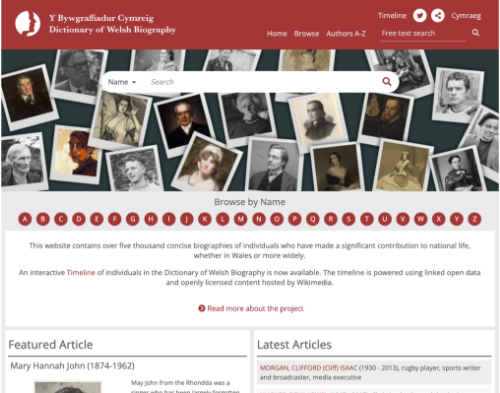 Y Bywgraffiadur Cymreig
Dictionary of Welsh Biography
Timeline
Cymraeg
Home Browse Authors A-Z Free text search
Name Search
Browse by Name
A B C D E F G H I J K L M N O P Q R S T U V W X Y Z
This website contains over five thousand concise biographies of individuals who have made a significant contribution to national life,
whether in Wales or more widely.
An interactive Timeline of individuals in the Dictionary of Welsh Biography is now available. The timeline is powered using linked open data
and openly licensed content hosted by Wikimedia.
Read more about the project
Featured Article
Mary Hannah John (1874-1962)
May John from the Rhondda was a
singer who has been largely forgotten
Latest Articles
MORGAN, CLIFFORD (Cliff) ISAAC (1930 - 2013), rugby player, sports writer
and broadcaster, media executive